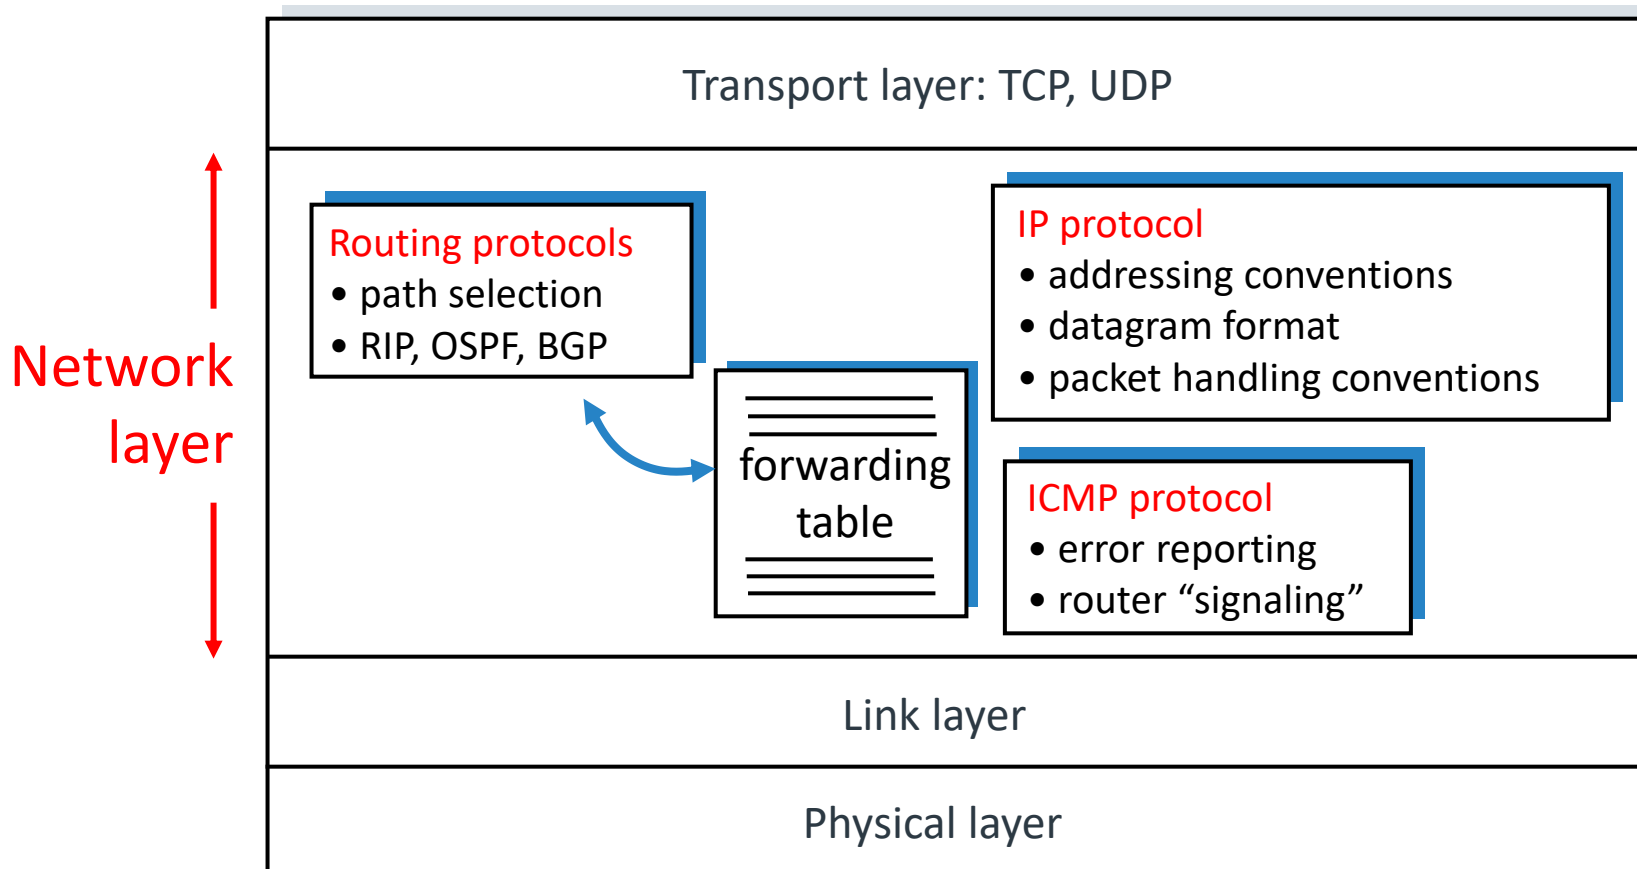 Transport layer: TCP, UDP
Network
layer
Routing protocols
• path selection
• RIP, OSPF, BGP
forwarding
table
IP protocol
• addressing conventions
• datagram format
• packet handling conventions
ICMP protocol
• error reporting
• router “signaling”
Link layer
Physical layer